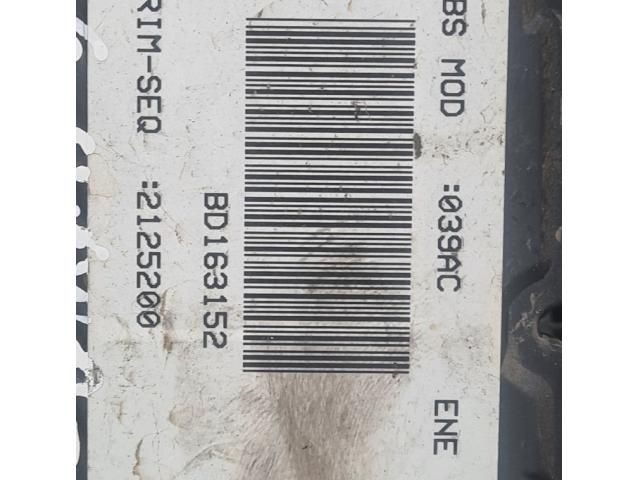 BS MOD :039AC ENE
BD163152
RIM-SEQ :2125200